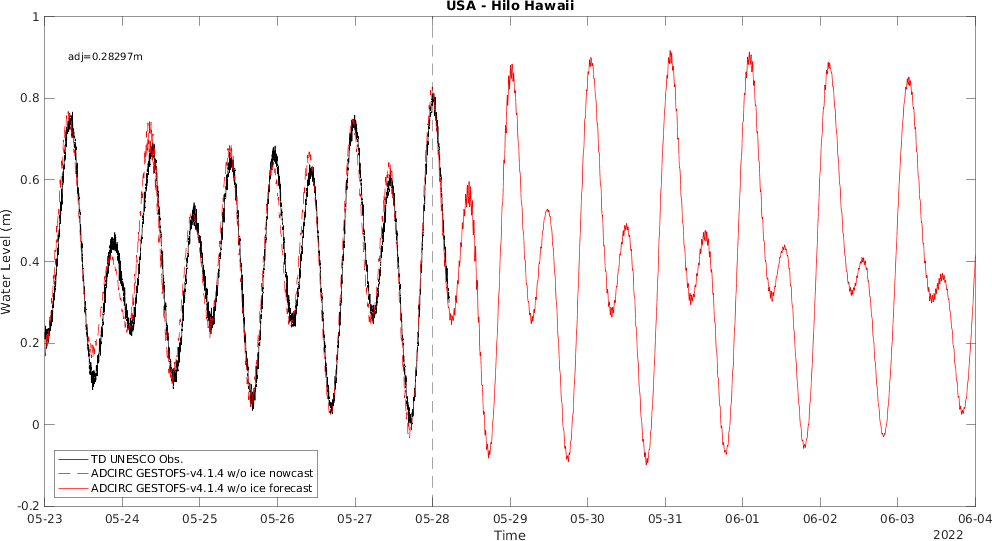 USA - Hilo Hawaii
adj=0.28297m
1
0.8
0.6
0.4
0.2
0
-0.2
Water Level (m)
TD UNESCO Obs.
ADCIRC GESTOFS-v4.1.4 w/o ice nowcast
ADCIRC GESTOFS-v4.1.4 w/o ice forecast
05-23 05-24 05-25 05-26 05-27 05-28 05-29 05-30 05-31 06-01 06-02 06-03 06-04
Time
2022